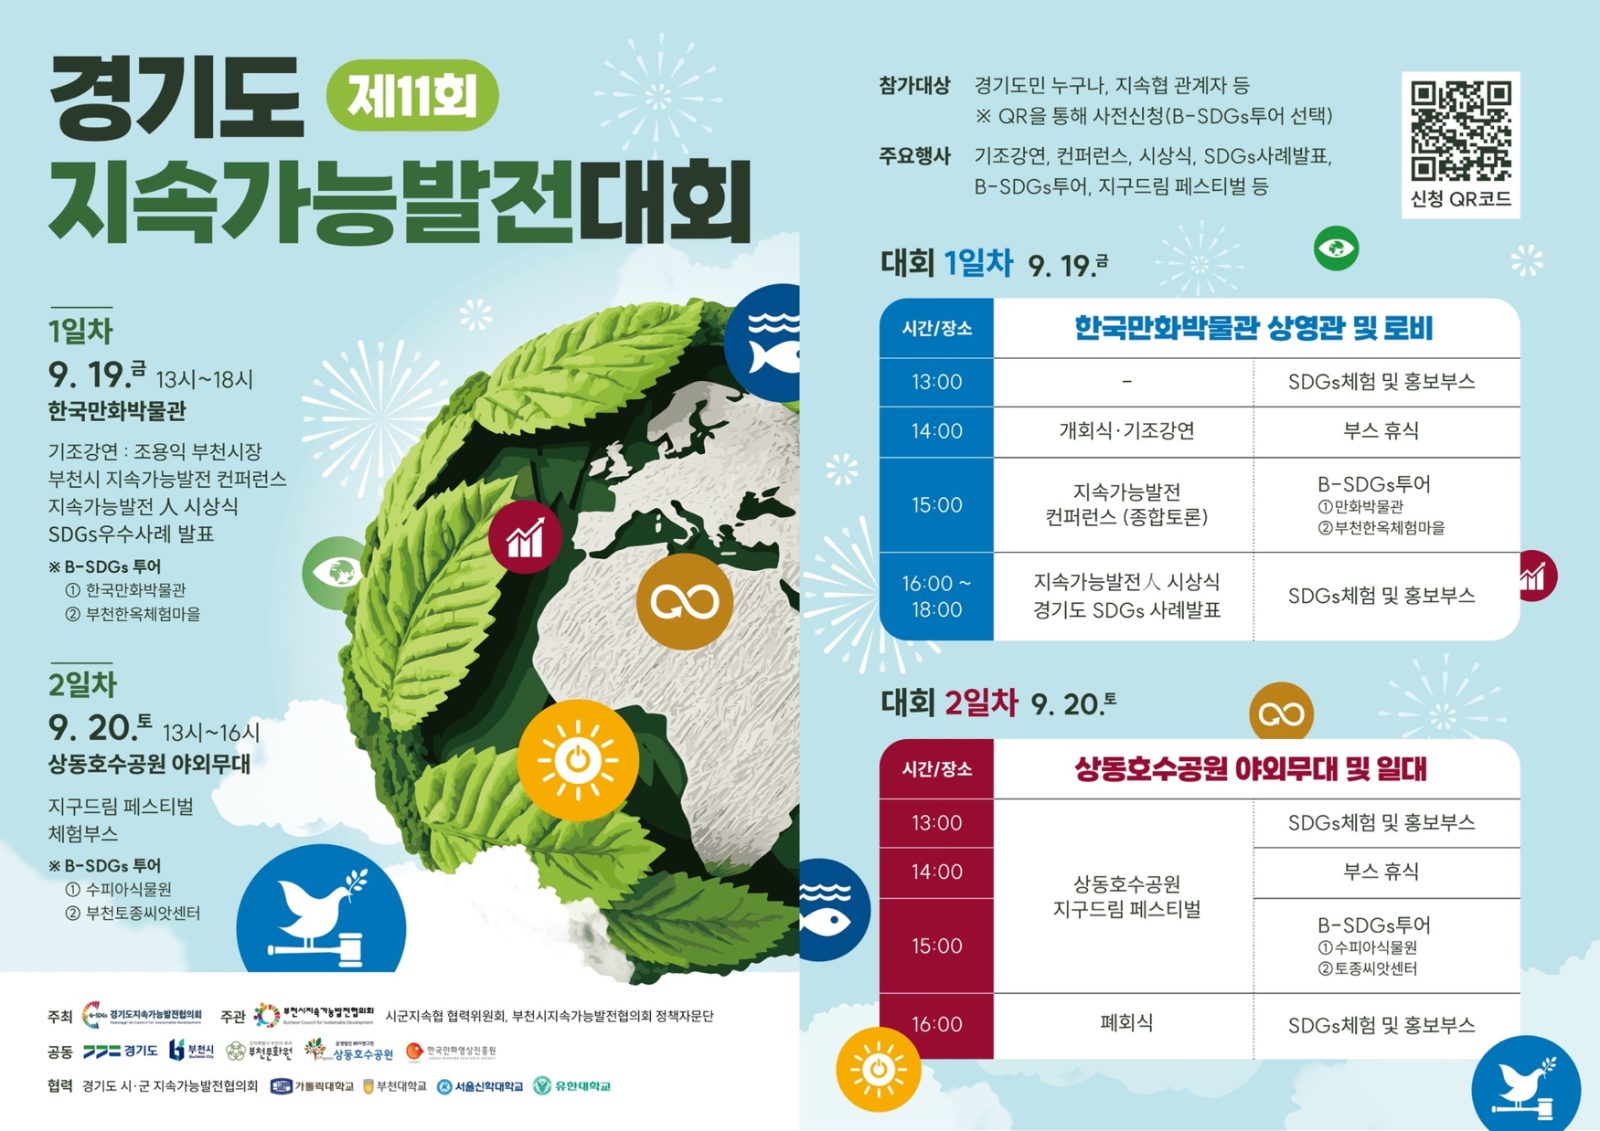 경기도 제11회
지속가능발전대회
1일차
9. 19.금 13시~18시
한국만화박물관
기조강연 : 조용익 부천시장
부천시 지속가능발전 컨퍼런스
지속가능발전 人 시상식
SDGs우수사례 발표
※ B-SDGs 투어
① 한국만화박물관
② 부천한옥체험마을
2일차
9. 20.토 13시~16시
상동호수공원 야외무대
지구드림 페스티벌
체험부스
※ B-SDGs 투어
① 수피아식물원
② 부천토종씨앗센터
주최 경기도지속가능발전협의회 주관 부천시지속가능발전협의회 시군지속협 협력위원회, 부천시지속가능발전협의회 정책자문단
공동 경기도 부천시 부천문화원 상동호수공원 한국만화영상진흥원
협력 경기도 시·군 지속가능발전협의회 가톨릭대학교 부천대학교 서울신학대학교 유한대학교
참가대상 경기도민 누구나, 지속협 관계자 등
※ QR을 통해 사전신청(B-SDGs투어 선택)
주요행사 기조강연, 컨퍼런스, 시상식, SDGs사례발표,
B-SDGs투어, 지구드림 페스티벌 등
신청 QR코드
대회 1일차 9. 19.금
시간/장소 한국만화박물관 상영관 및 로비
13:00 - SDGs체험 및 홍보부스
14:00 개회식·기조강연 부스 휴식
15:00 지속가능발전
컨퍼런스 (종합토론)
B-SDGs투어
①만화박물관
②부천한옥체험마을
16:00 ~
18:00
지속가능발전人 시상식
경기도 SDGs 사례발표
SDGs체험 및 홍보부스
대회 2일차 9. 20.토
시간/장소 상동호수공원 야외무대 및 일대
13:00 SDGs체험 및 홍보부스
14:00 부스 휴식
상동호수공원
지구드림 페스티벌
15:00 B-SDGs투어
①수피아식물원
②토종씨앗센터
16:00 폐회식 SDGs체험 및 홍보부스